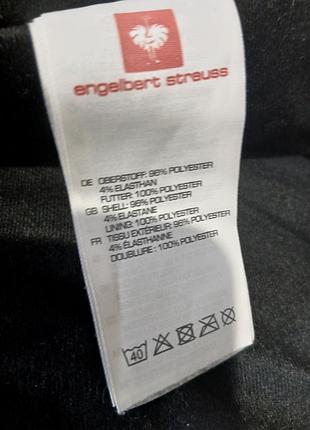 engelbert strauss
DE OBERSTOFF: 96% POLYESTER
4% ELASTHAN
FUTTER: 100% POLYESTER
GB SHELL: 96% POLYESTER
4% ELASTANE
LINING: 100% POLYESTER
FR TISSU EXTÉRIEUR: 96% POLYESTER
4% ÉLASTHANNE
DOUBLURE : 100% POLYESTER
40